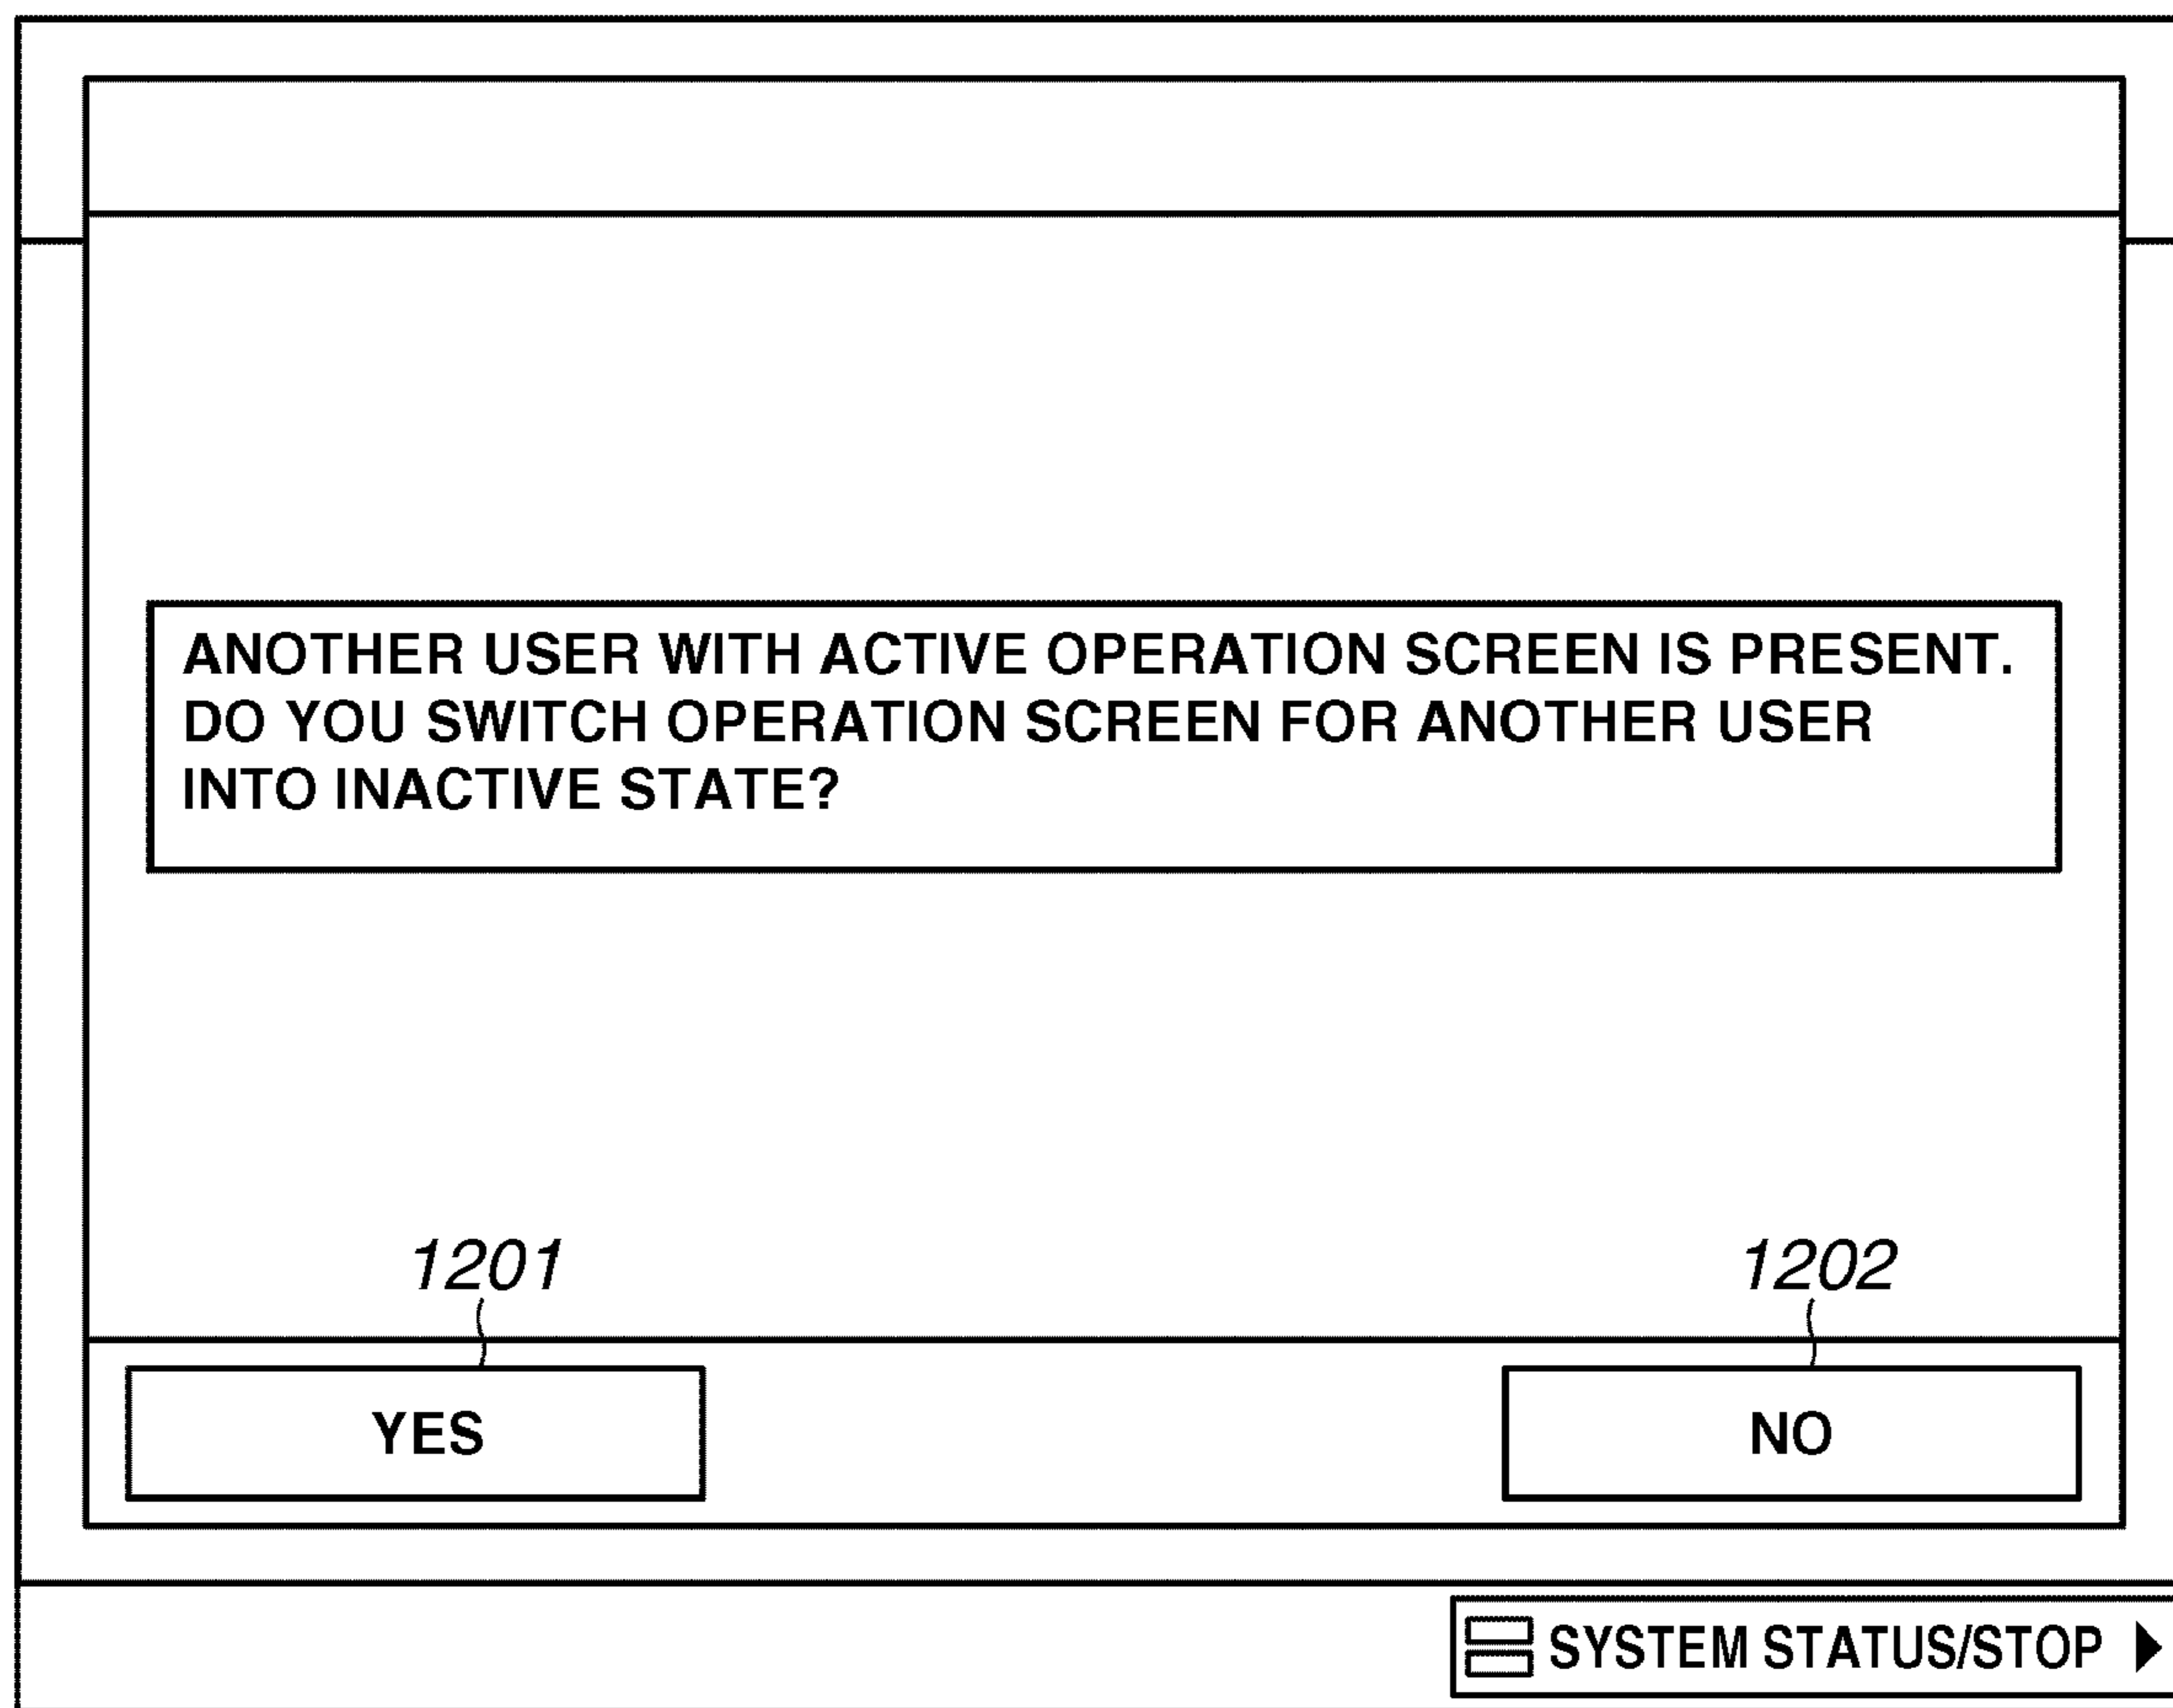 ANOTHER USER WITH ACTIVE OPERATION SCREEN IS PRESENT.
DO YOU SWITCH OPERATION SCREEN FOR ANOTHER USER
INTO INACTIVE STATE?
1201
1202
YES
NO
SYSTEM STATUS/STOP